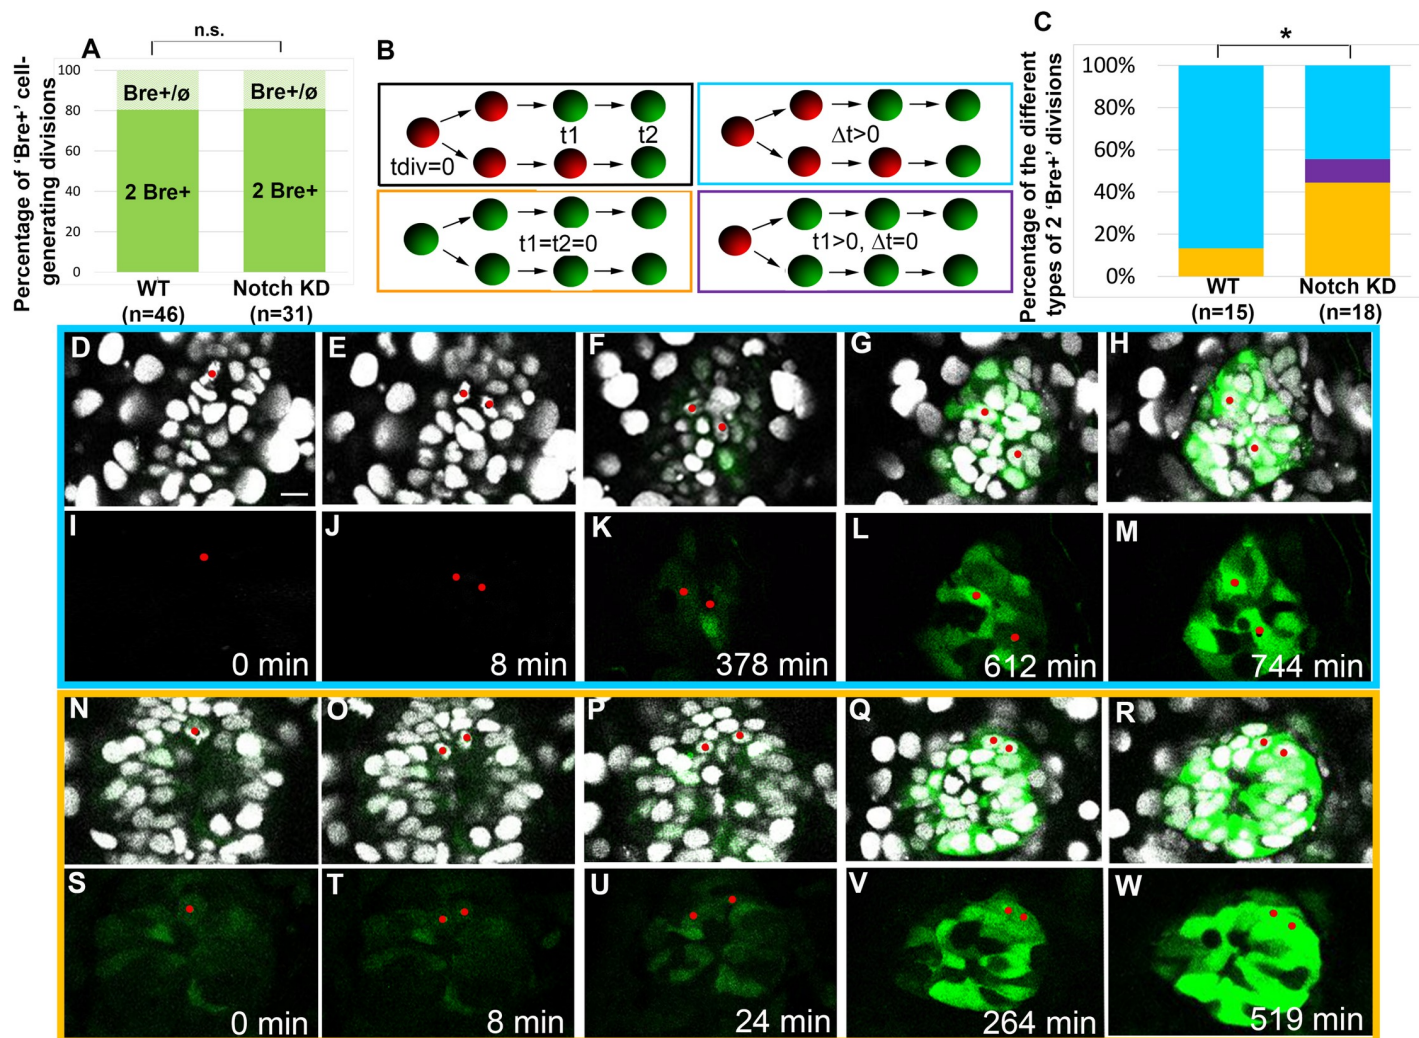 A
n.s.
Percentage of ‘Bre+’ cell-
generating divisions
100
80
60
40
20
0
Bre+/ø
Bre+/ø
2 Bre+
2 Bre+
WT
(n=46)
Notch KD
(n=31)
B
tdiv=0
t1
t2
Δt>0
t1=t2=0
t1>0, Δt=0
C
*
Percentage of the different
types of 2 ‘Bre+’ divisions
100%
80%
60%
40%
20%
0%
WT
(n=15)
Notch KD
(n=18)
D
E
F
G
H
I
0 min
J
8 min
K
378 min
L
612 min
M
744 min
N
O
P
Q
R
S
0 min
T
8 min
U
24 min
V
264 min
W
519 min